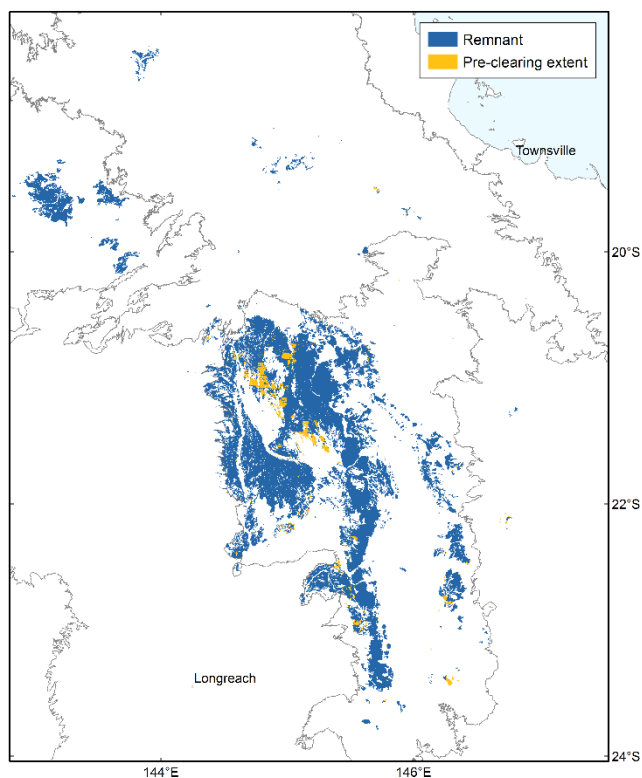 Remnant
Pre-clearing extent
Townsville
20°S
22°S
Longreach
24°S
144°E
146°E